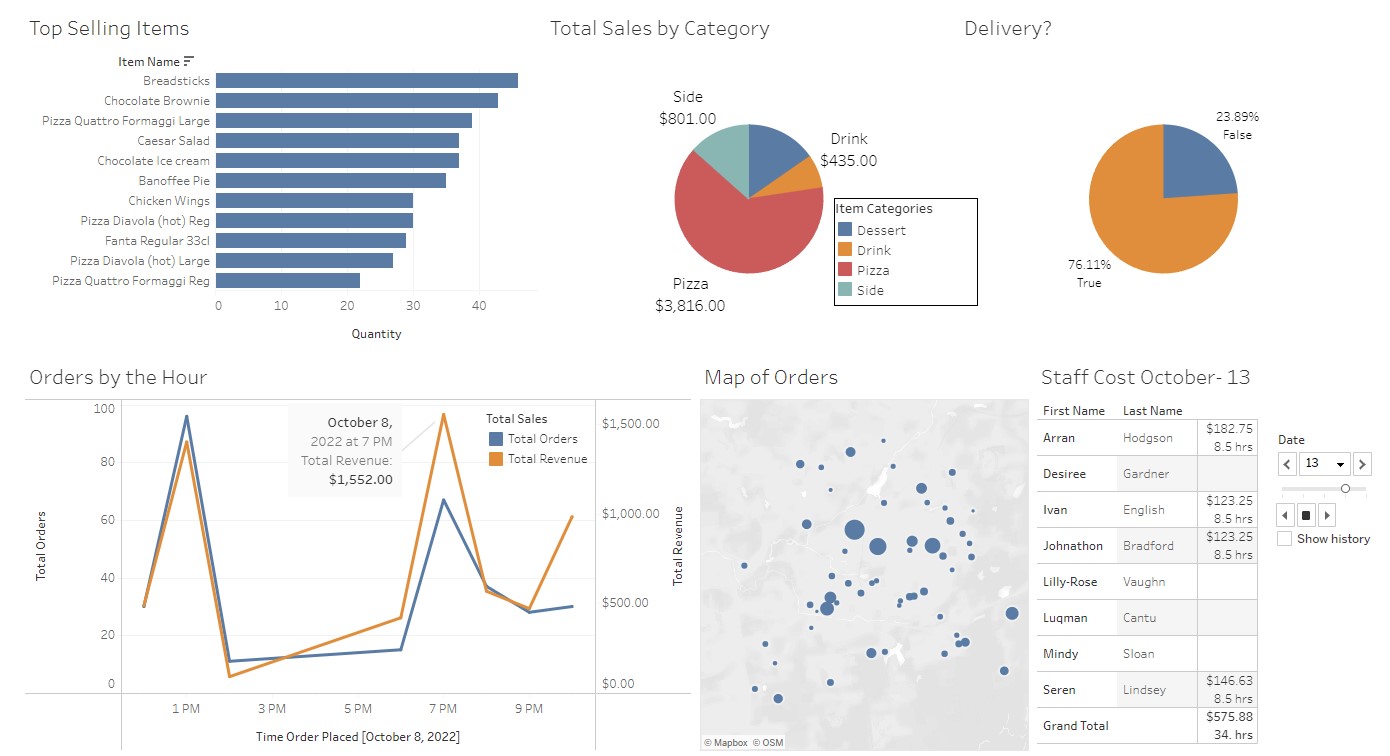 Top Selling Items
Item Name
Breadsticks
Chocolate Brownie
Pizza Quattro Formaggi Large
Caesar Salad
Chocolate Ice cream
Banoffee Pie
Chicken Wings
Pizza Diavola (hot) Reg
Fanta Regular 33cl
Pizza Diavola (hot) Large
Pizza Quattro Formaggi Reg
0 10 20 30 40
Quantity
Total Sales by Category
Side
$801.00
Drink
$435.00
Pizza
$3,816.00
Item Categories
Dessert
Drink
Pizza
Side
Delivery?
23.89%
False
76.11%
True
Orders by the Hour
Total Orders
100
80
60
40
20
0
October 8,
2022 at 7 PM
Total Revenue:
$1,552.00
Total Sales
Total Orders
Total Revenue
$1,500.00
$1,000.00
$500.00
$0.00
Total Revenue
1 PM 3 PM 5 PM 7 PM 9 PM
Time Order Placed [October 8, 2022]
Map of Orders
© Mapbox © OSM
Staff Cost October- 13
First Name Last Name
Arran Hodgson $182.75
8.5 hrs
Desiree Gardner
Ivan English $123.25
8.5 hrs
Johnathon Bradford $123.25
8.5 hrs
Lilly-Rose Vaughn
Luqman Cantu
Mindy Sloan
Seren Lindsey $146.63
8.5 hrs
Grand Total $575.88
34. hrs
Date
13
Show history